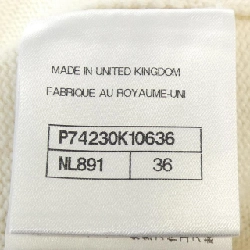 MADE IN UNITED KINGDOM
FABRIQUE AU ROYAUME-UNI
P74230K10636
NL891 36